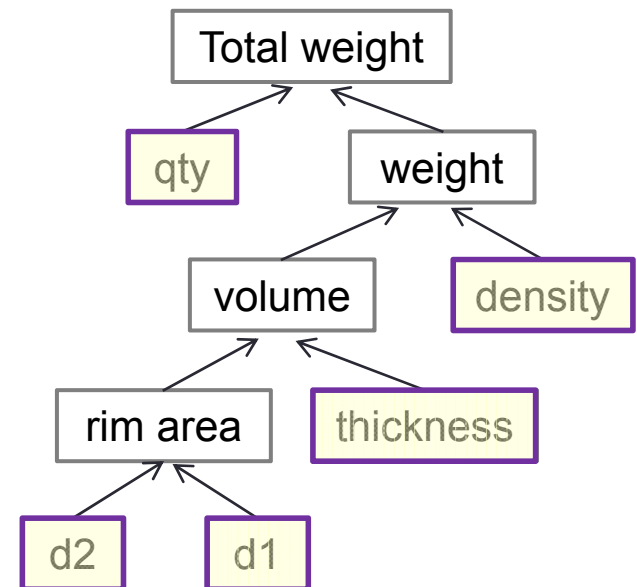 Total weight
qty
weight
volume
density
rim area
thickness
d2
d1